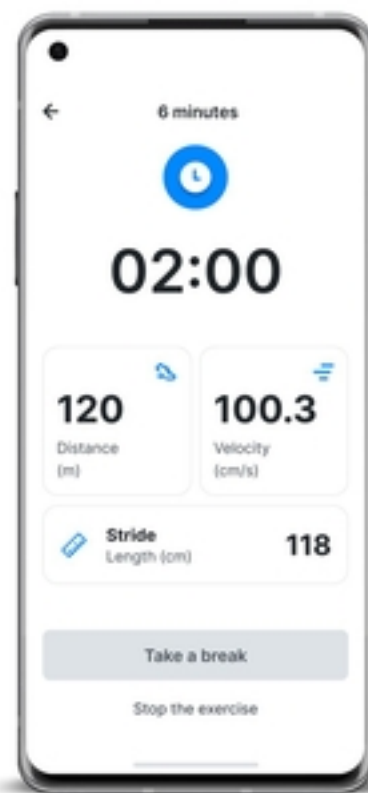 6 minutes
02:00
120
Distance
(m)
100.3
Velocity
(cm/s)
Stride
Length (cm)
118
Take a break
Stop the exercise